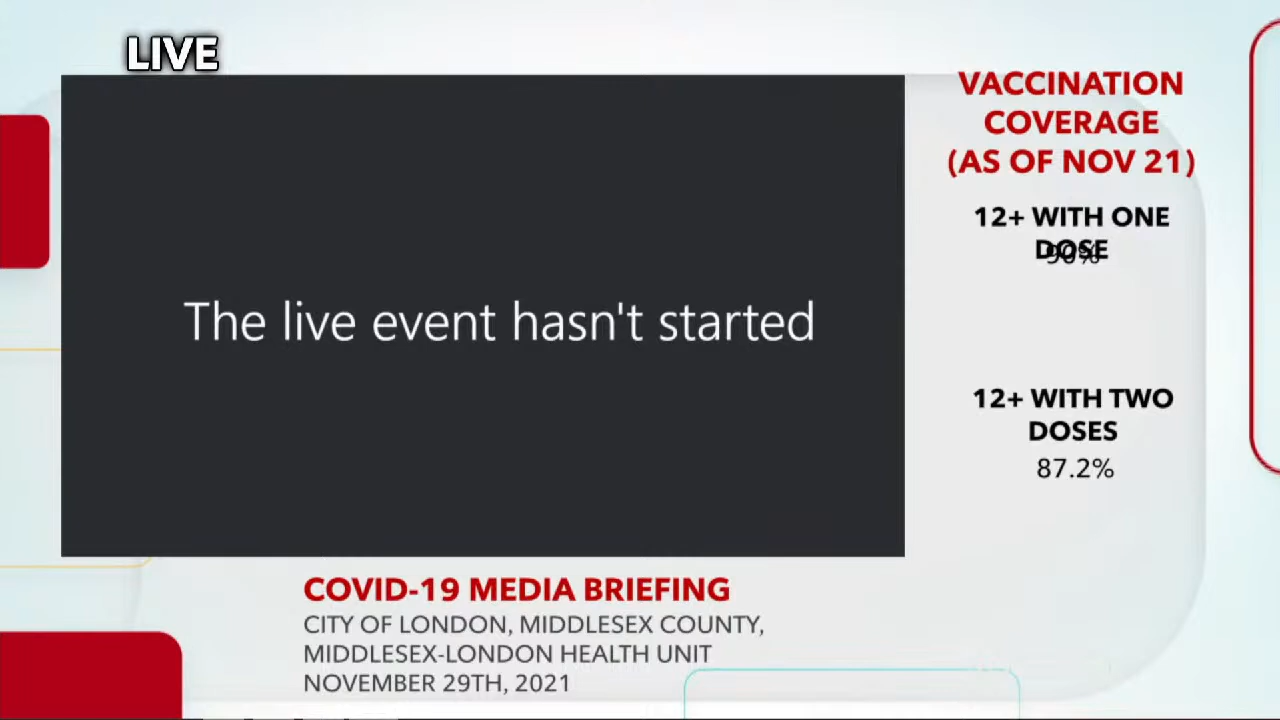 LIVE
The live event hasn't started
VACCINATION
COVERAGE
(AS OF NOV 21)
12+ WITH ONE
DOSE
90%
12+ WITH TWO
DOSES
87.2%
COVID-19 MEDIA BRIEFING
CITY OF LONDON, MIDDLESEX COUNTY,
MIDDLESEX-LONDON HEALTH UNIT
NOVEMBER 29TH, 2021